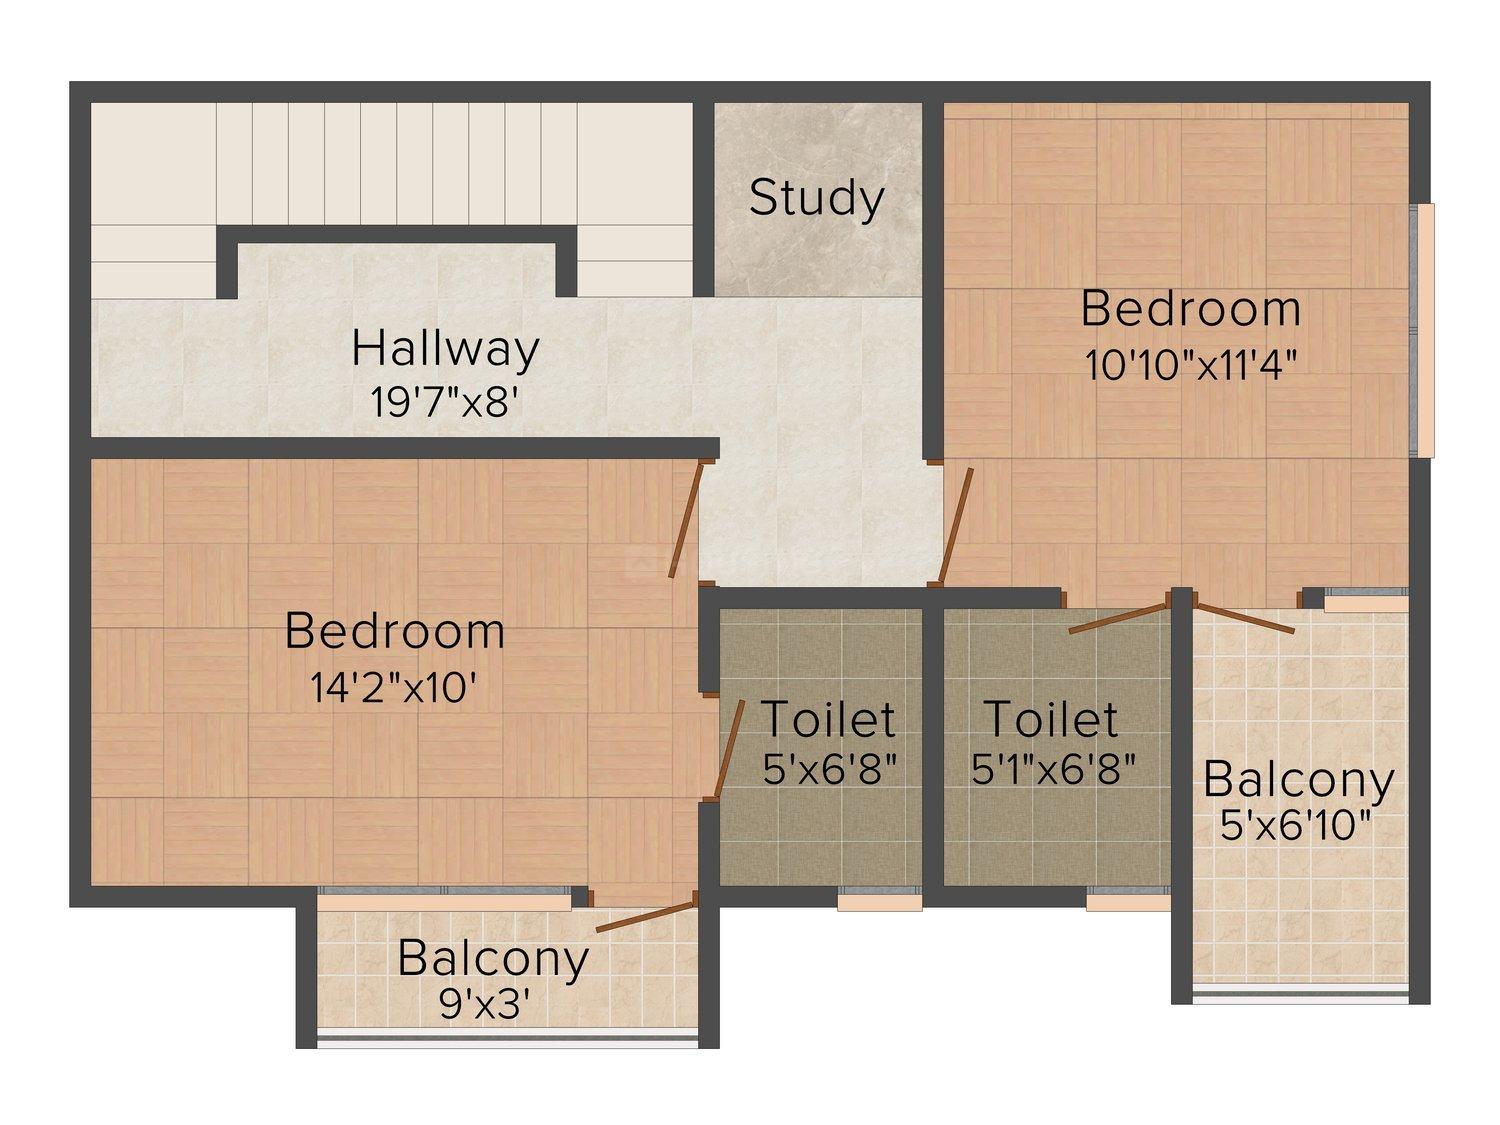 Study
Bedroom
10'10"x11'4"
Hallway
19'7"x8'
Bedroom
14'2"x10'
Toilet
5'x6'8"
Toilet
5'1"x6'8"
Balcony
5'x6'10"
Balcony
9'x3'